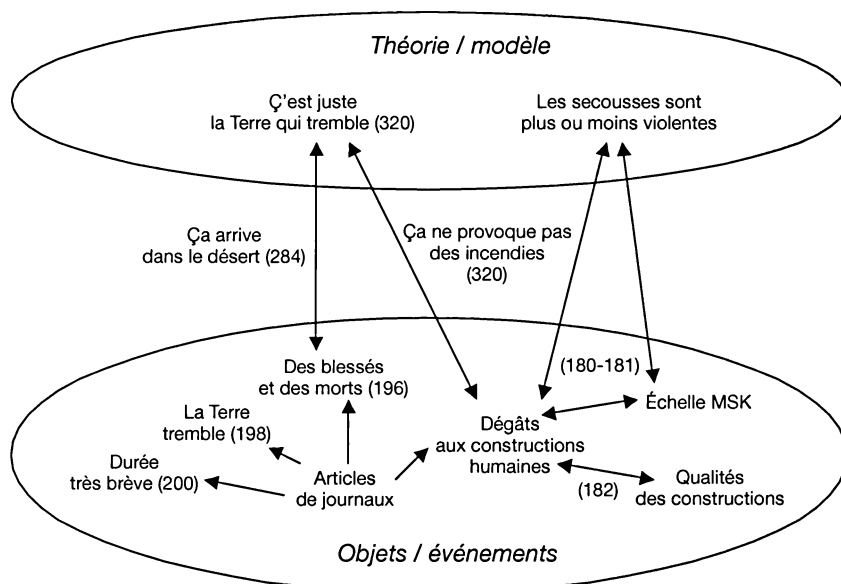 Théorie / modèle
Ç'est juste
la Terre qui tremble (320)
Les secousses sont
plus ou moins violentes
Ça arrive
dans le désert (284)
Ça ne provoque pas
des incendies
(320)
Des blessés
et des morts (196)
(180-181)
Échelle MSK
La Terre
tremble (198)
Dégâts
aux constructions
humaines
Durée
très brève (200)
Articles
de journaux
(182)
Qualités
des constructions
Objets / événements